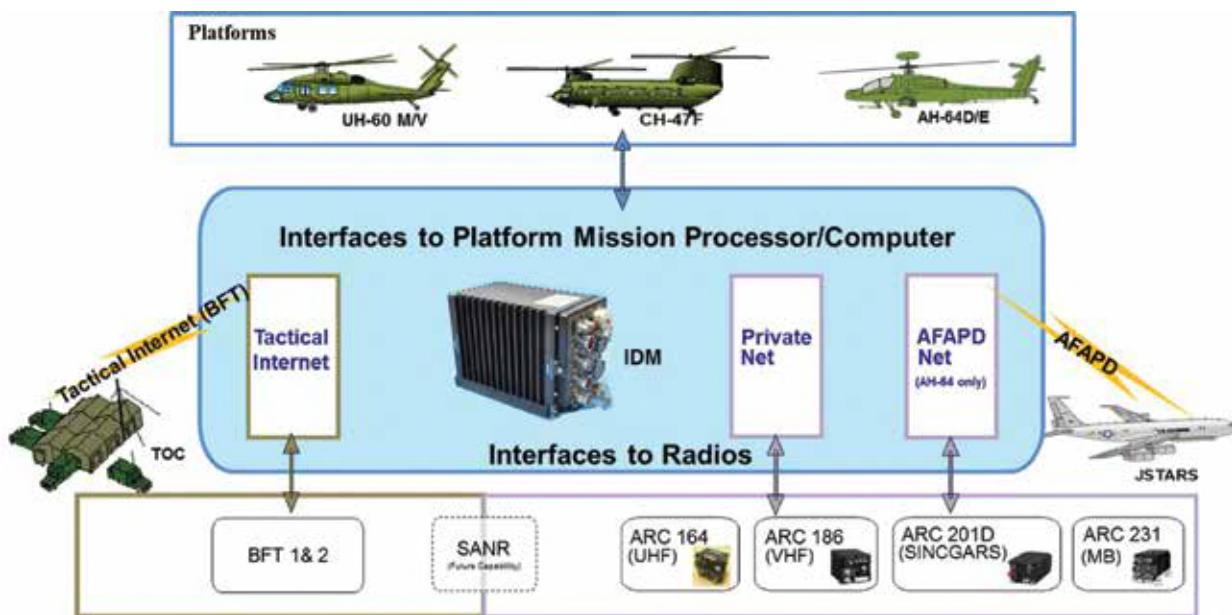 Platforms
UH-60 M/V
CH-47F
AH-64D/E
Interfaces to Platform Mission Processor/Computer
Tactical Internet (BFT)
Tactical
Internet
IDM
Private
Net
AFAPD
Net
(AH-64 only)
AFAPD
TOC
Interfaces to Radios
JSTARS
BFT 1 & 2
SANR
(Future Capability)
ARC 164
(UHF)
ARC 186
(VHF)
ARC 201D
(SINCGARS)
ARC 231
(MB)